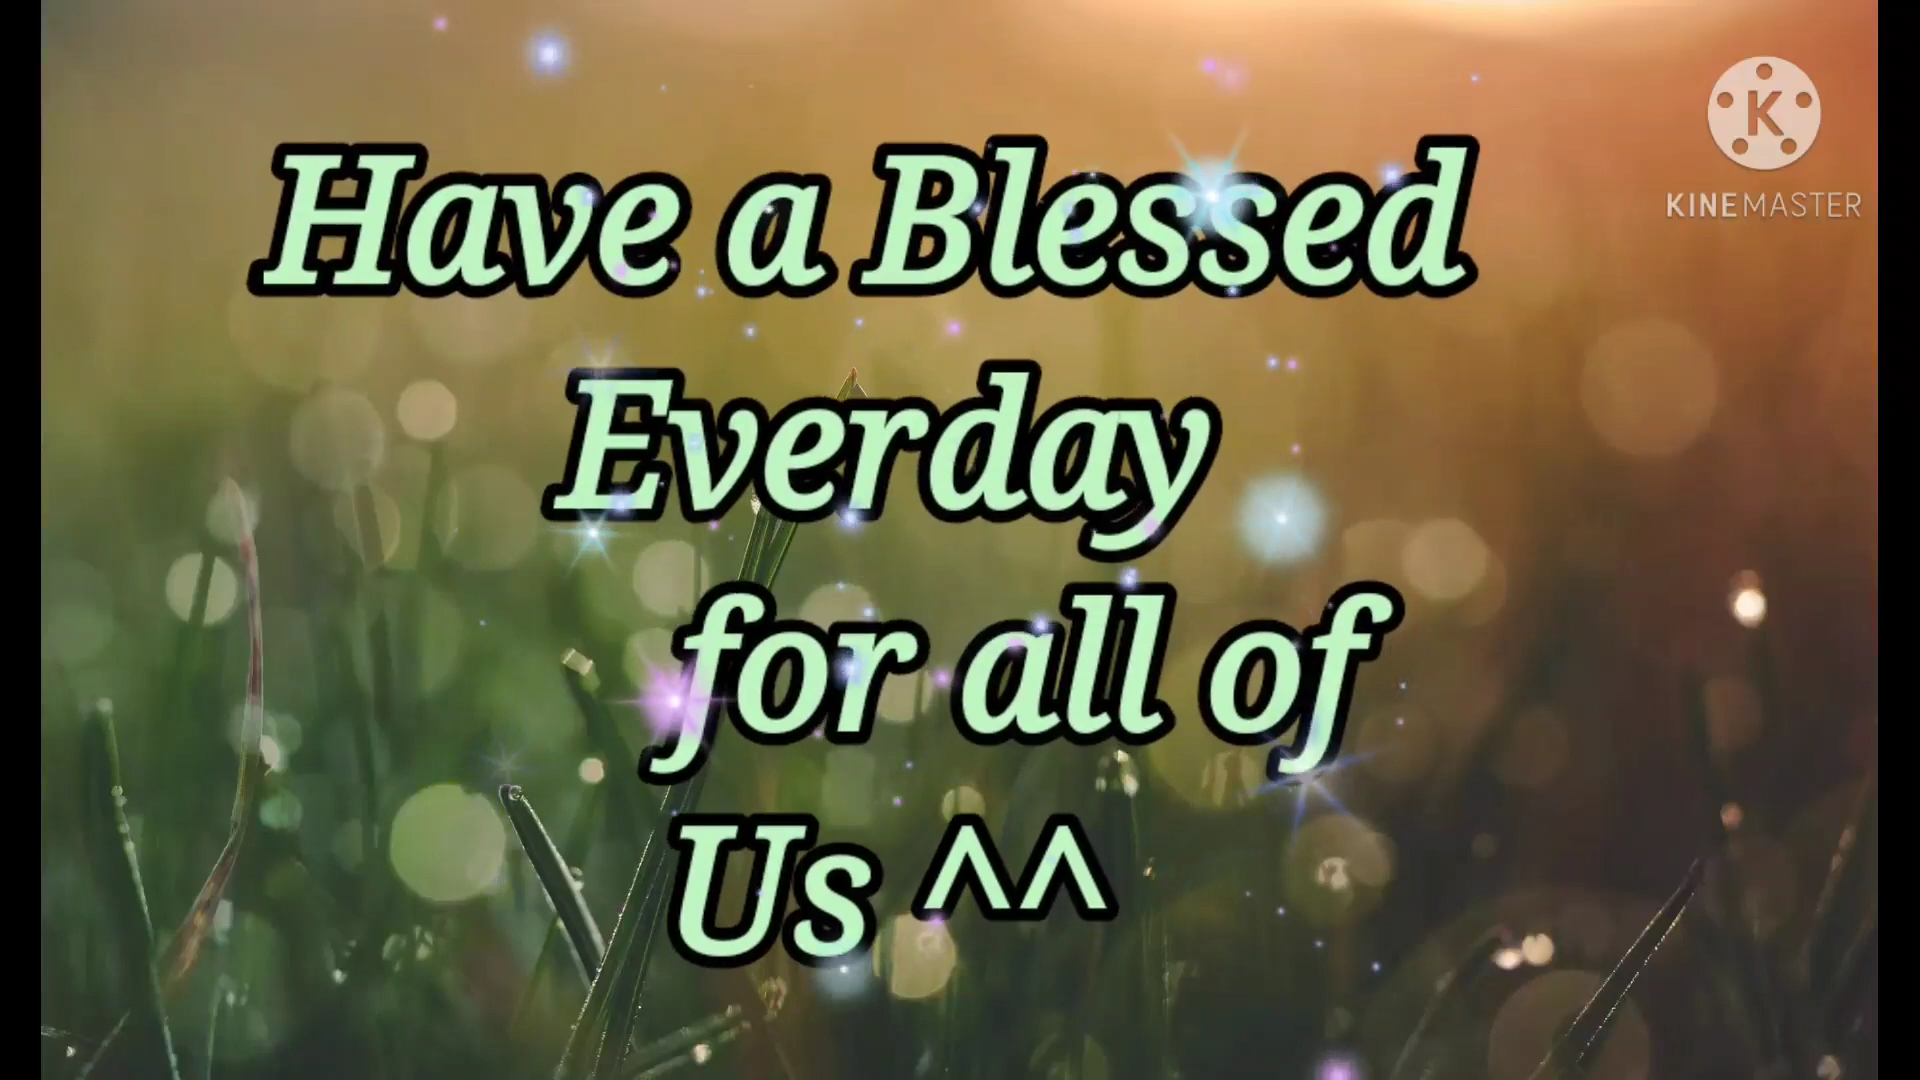 Have a Blessed
Everday
for all of
Us ^^
K
KINEMASTER